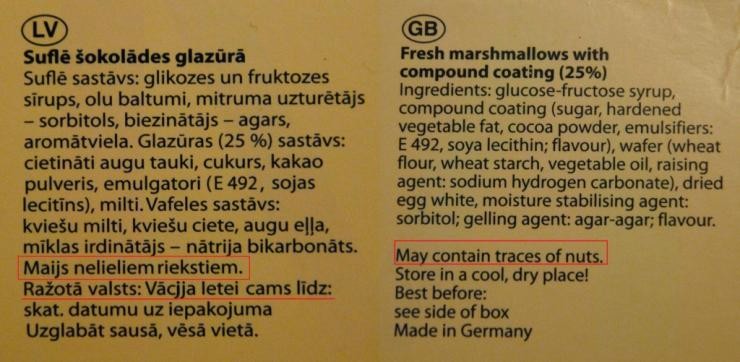 LV
Suflē šokolādes glazūrā
Suflē sastāvs: glikozes un fruktozes
sīrups, olu baltumi, mitruma uzturētājs
– sorbitols, biezinātājs – agars,
aromātviela. Glazūras (25 %) sastāvs:
cietināti augu tauki, cukurs, kakao
pulveris, emulgatori (E 492, sojas
lecitīns), milti. Vafeles sastāvs:
kviešu milti, kviešu ciete, augu eļļa,
mīklas irdinātājs – nātrija bikarbonāts.
Maijs nelieliem riekstiem.
Ražotā valsts: Vācjja Ietei cams līdz:
skat. datumu uz iepakojuma
Uzglabāt sausā, vēsā vietā.
GB
Fresh marshmallows with
compound coating (25%)
Ingredients: glucose-fructose syrup,
compound coating (sugar, hardened
vegetable fat, cocoa powder, emulsifiers:
E 492, soya lecithin; flavour), wafer (wheat
flour, wheat starch, vegetable oil, raising
agent: sodium hydrogen carbonate), dried
egg white, moisture stabilising agent:
sorbitol; gelling agent: agar-agar; flavour.
May contain traces of nuts.
Store in a cool, dry place!
Best before:
see side of box
Made in Germany